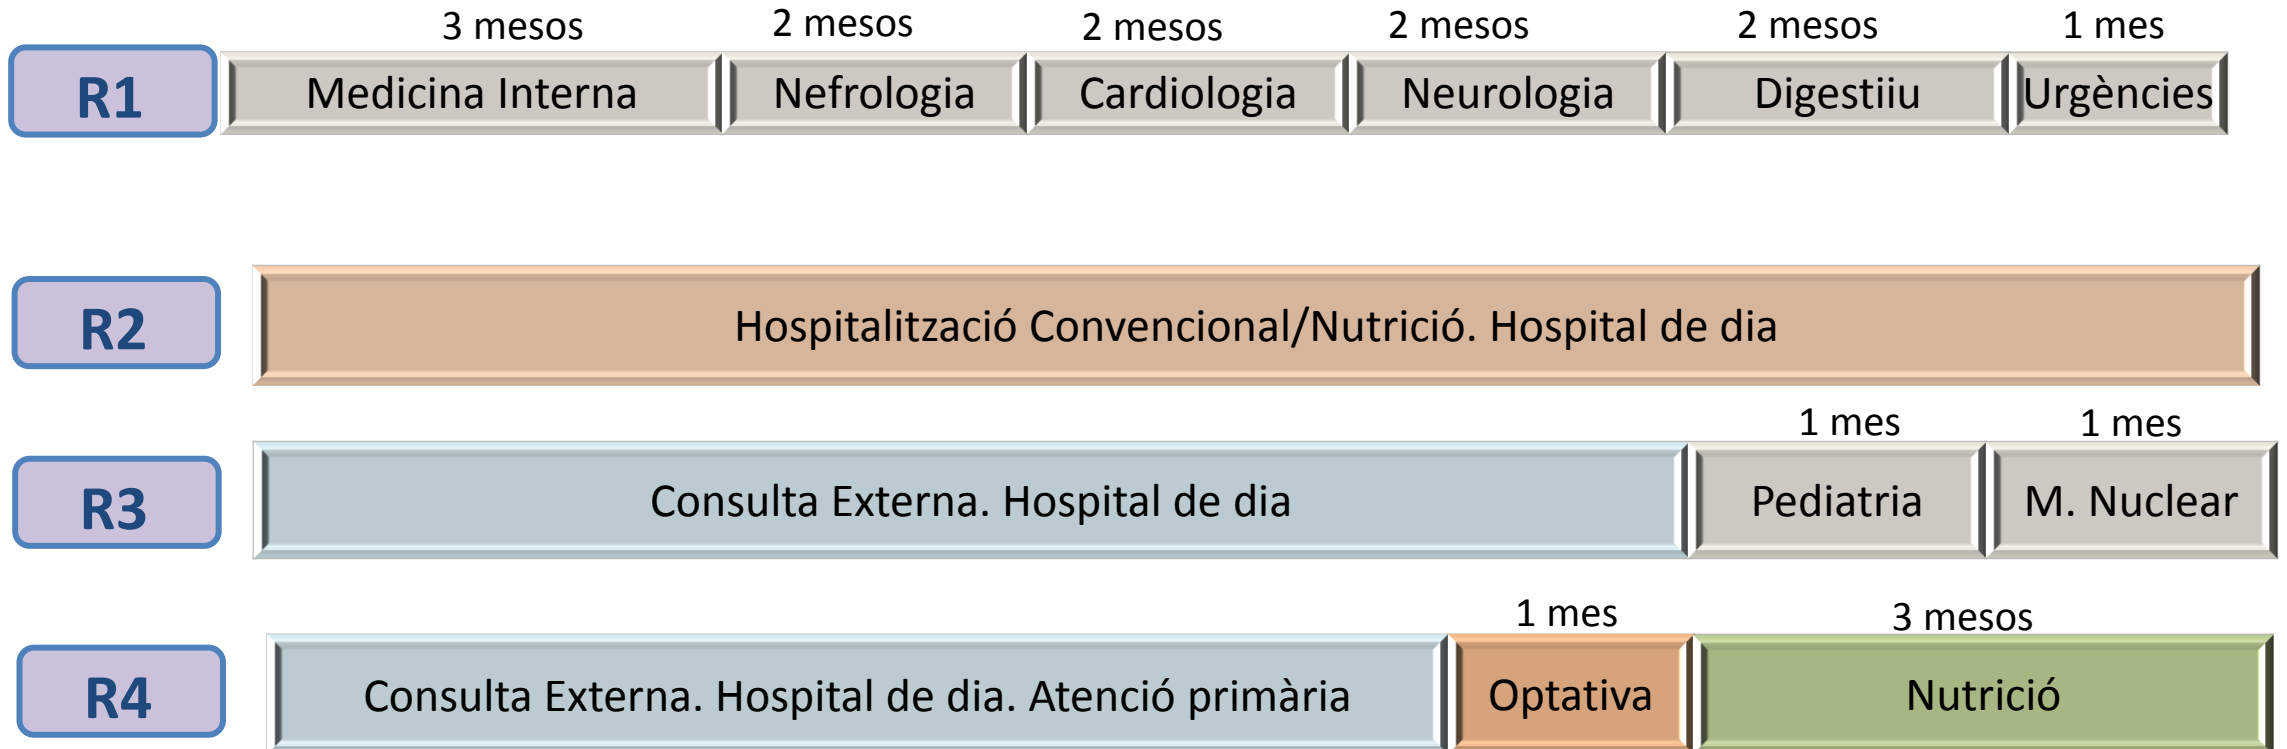 3 mesos 2 mesos 2 mesos 2 mesos 2 mesos 1 mes
R1 Medicina Interna Nefrologia Cardiologia Neurologia Digestiiu Urgències
R2 Hospitalització Convencional/Nutrició. Hospital de dia
1 mes 1 mes
R3 Consulta Externa. Hospital de dia Pediatria M. Nuclear
1 mes 3 mesos
R4 Consulta Externa. Hospital de dia. Atenció primària Optativa Nutrició